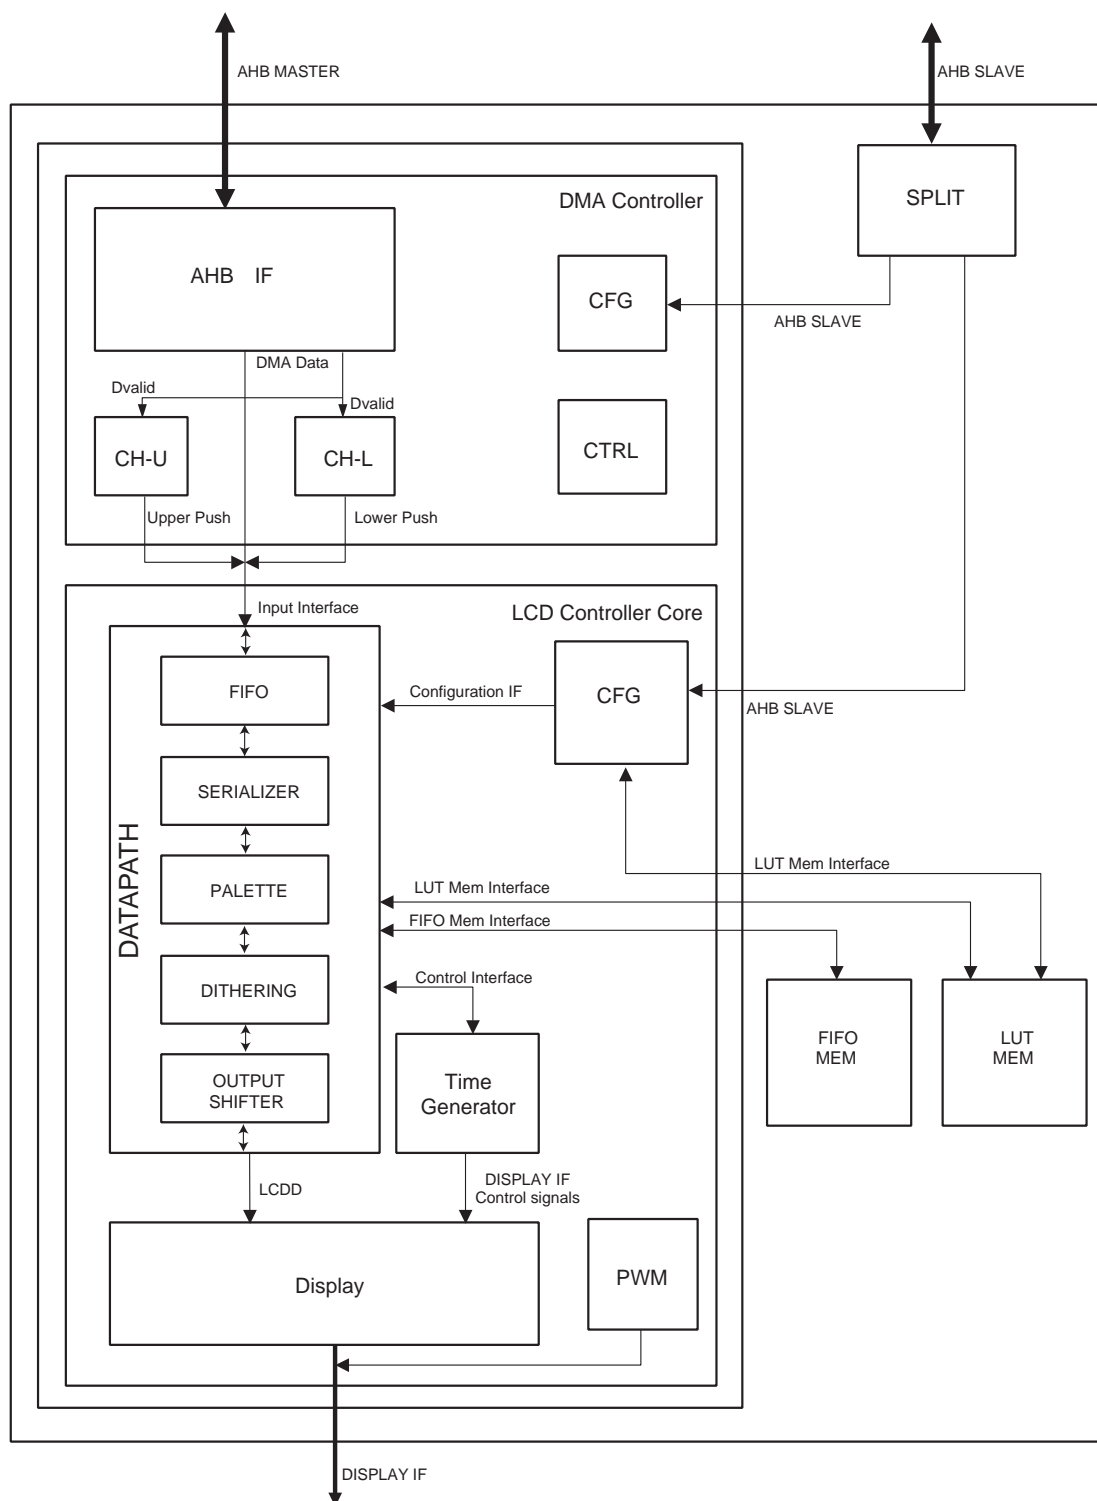 AHB MASTER
AHB SLAVE
DMA Controller
SPLIT
AHB IF
CFG
AHB SLAVE
DMA Data
Dvalid
Dvalid
CH-U
CH-L
CTRL
Upper Push
Lower Push
Input Interface
LCD Controller Core
FIFO
Configuration IF
CFG
AHB SLAVE
SERIALIZER
DATAPATH
PALETTE
LUT Mem Interface
LUT Mem Interface
FIFO Mem Interface
DITHERING
Control Interface
FIFO
MEM
LUT
MEM
OUTPUT
SHIFTER
Time
Generator
LCDD
DISPLAY IF
Control signals
Display
PWM
DISPLAY IF